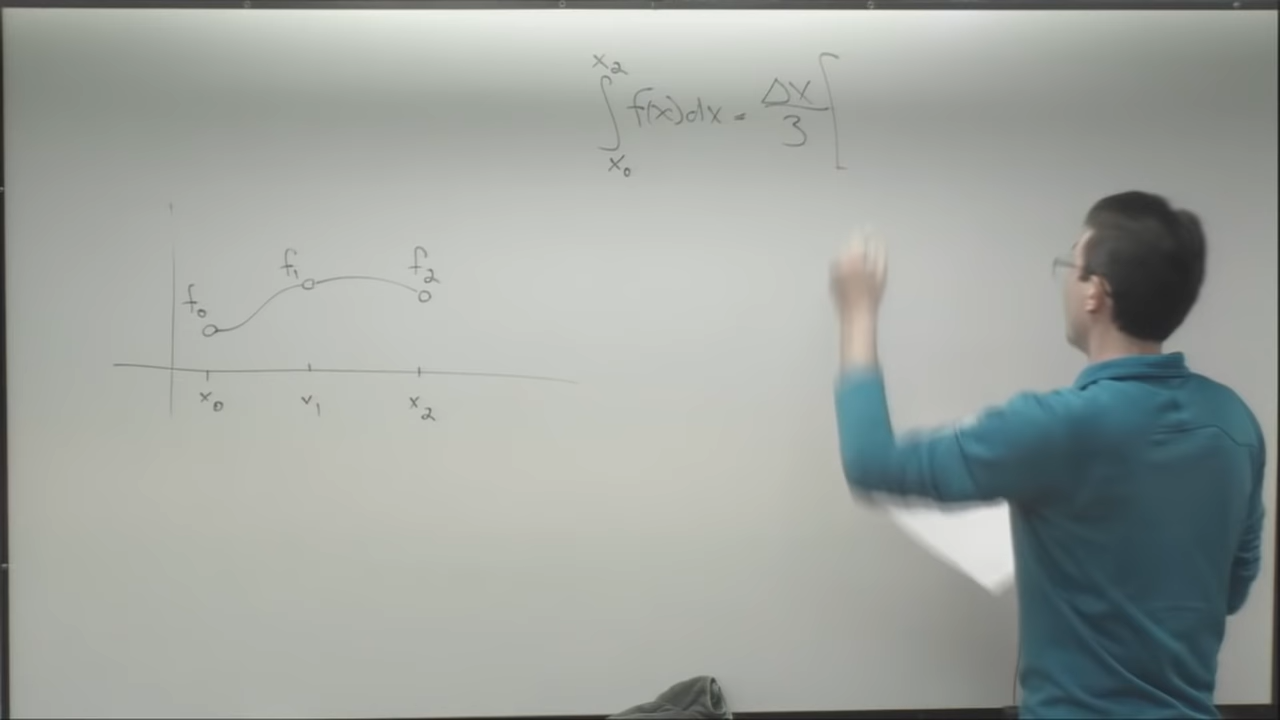 ∫_{x₀}^{x₂} f(x)dx = Δx/3 [
f₀ f₁ f₂
x₀ x₁ x₂